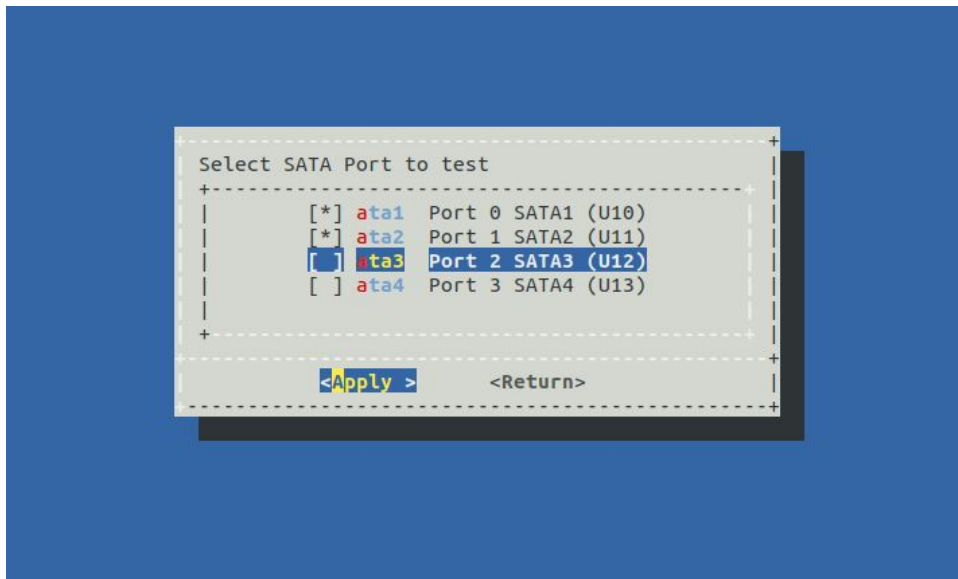 Select SATA Port to test
[*] ata1 Port 0 SATA1 (U10)
[*] ata2 Port 1 SATA2 (U11)
[ ] ata3 Port 2 SATA3 (U12)
[ ] ata4 Port 3 SATA4 (U13)
<Apply > <Return>